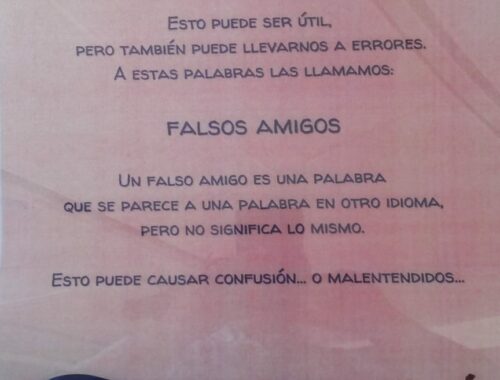 ESTO PUEDE SER ÚTIL,
PERO TAMBIÉN PUEDE LLEVARNOS A ERRORES.
A ESTAS PALABRAS LAS LLAMAMOS:
FALSOS AMIGOS
UN FALSO AMIGO ES UNA PALABRA
QUE SE PARECE A UNA PALABRA EN OTRO IDIOMA,
PERO NO SIGNIFICA LO MISMO.
ESTO PUEDE CAUSAR CONFUSIÓN... O MALENTENDIDOS...